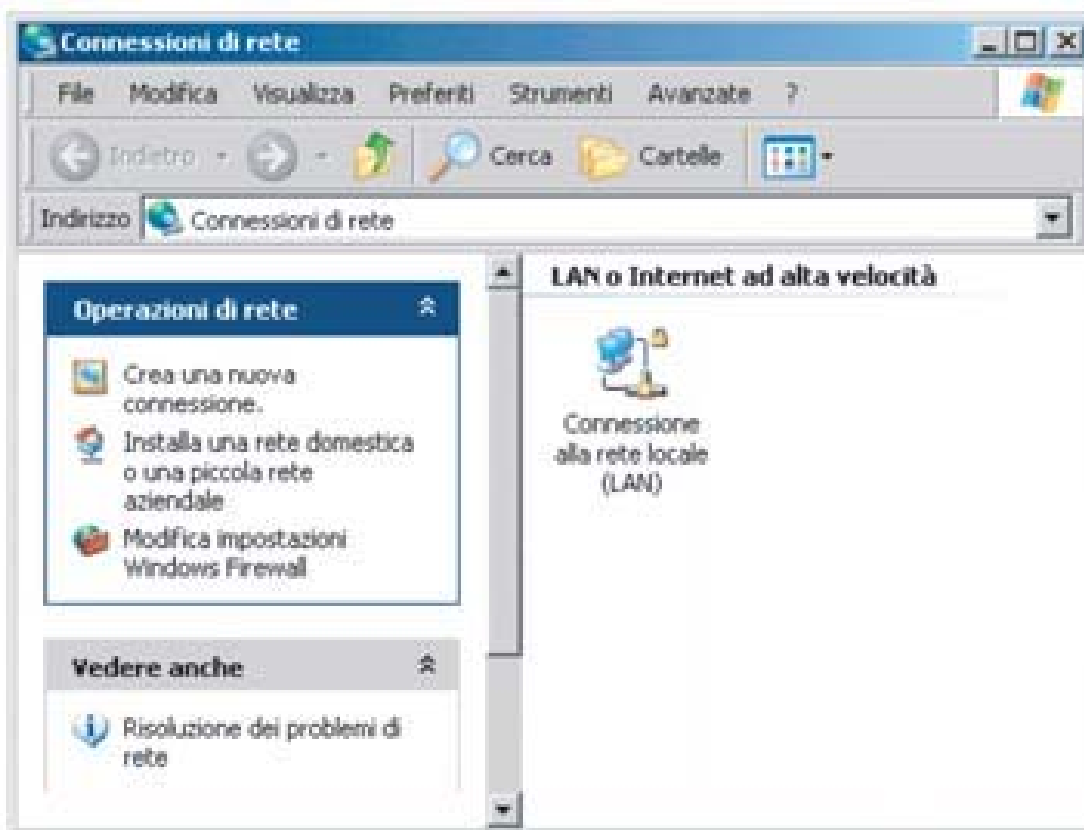 Connessioni di rete
File Modifica Visualizza Preferiti Strumenti Avanzate ?
Indietro Cerca Cartelle
Indirizzo Connessioni di rete
Operazioni di rete
Crea una nuova
connessione.
Installa una rete domestica
o una piccola rete
aziendale
Modifica impostazioni
Windows Firewall
Vedere anche
Risoluzione dei problemi di
rete
LAN o Internet ad alta velocità
Connessione
alla rete locale
(LAN)